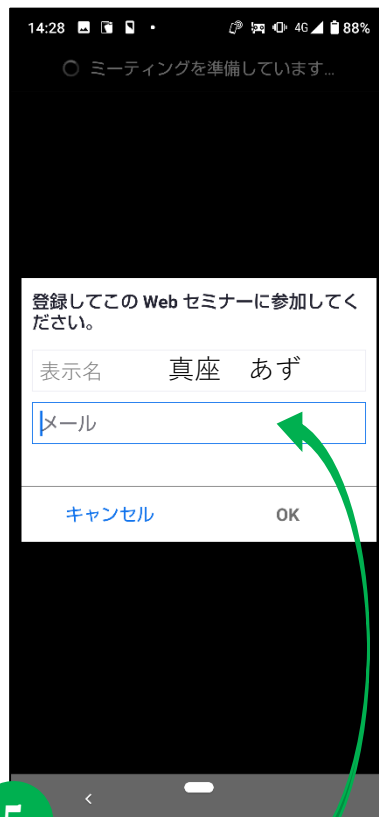 14:28 4G 88%
ミーティングを準備しています...
登録してこの Web セミナーに参加してく
ださい。
表示名 真座 あず
メール
キャンセル OK
5